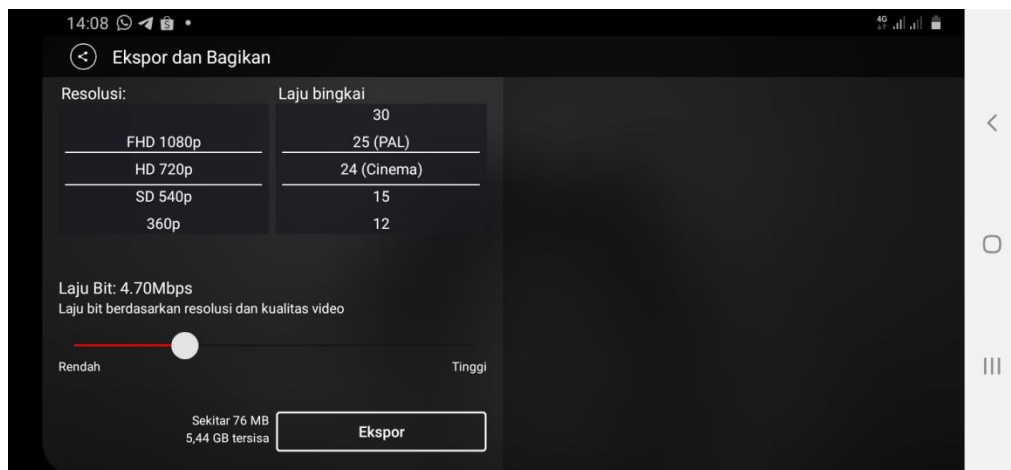 14:08
4G
Ekspor dan Bagikan
Resolusi:
FHD 1080p
HD 720p
SD 540p
360p
Laju bingkai
30
25 (PAL)
24 (Cinema)
15
12
Laju Bit: 4.70Mbps
Laju bit berdasarkan resolusi dan kualitas video
Rendah
Tinggi
Sekitar 76 MB
5,44 GB tersisa
Ekspor